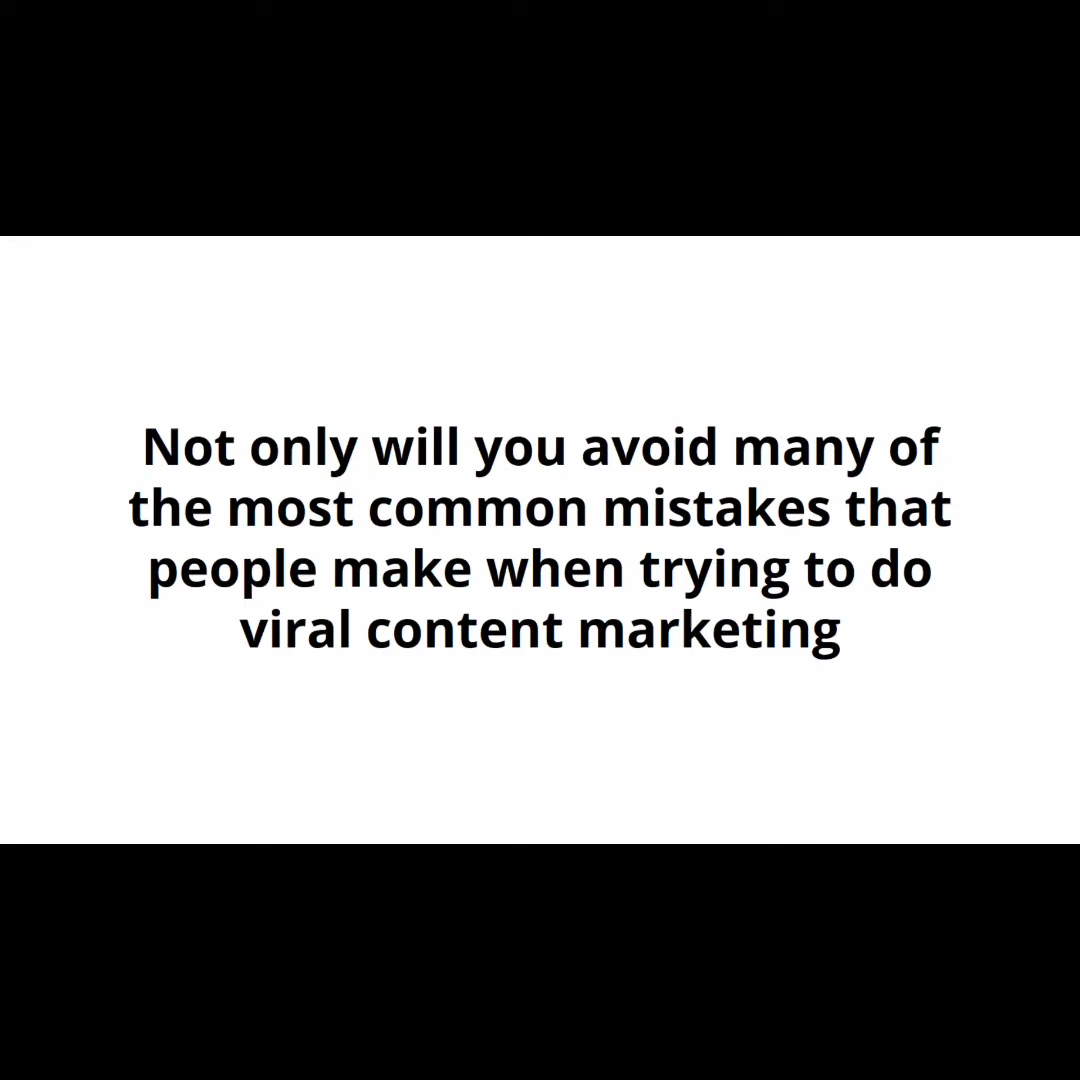 Not only will you avoid many of
the most common mistakes that
people make when trying to do
viral content marketing